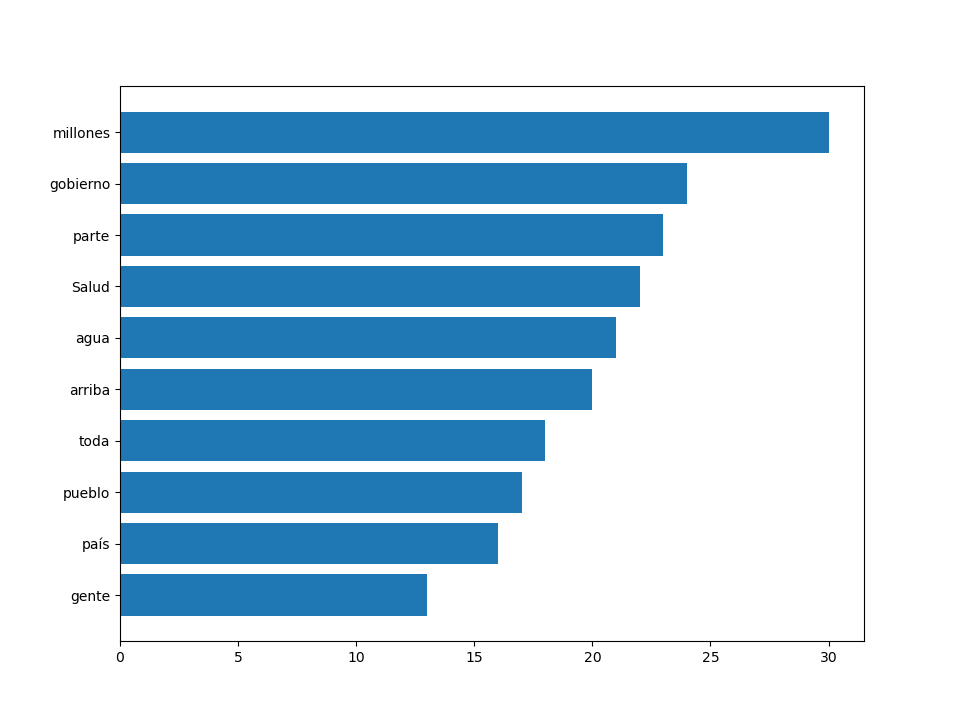 millones
gobierno
parte
Salud
agua
arriba
toda
pueblo
país
gente
0 5 10 15 20 25 30